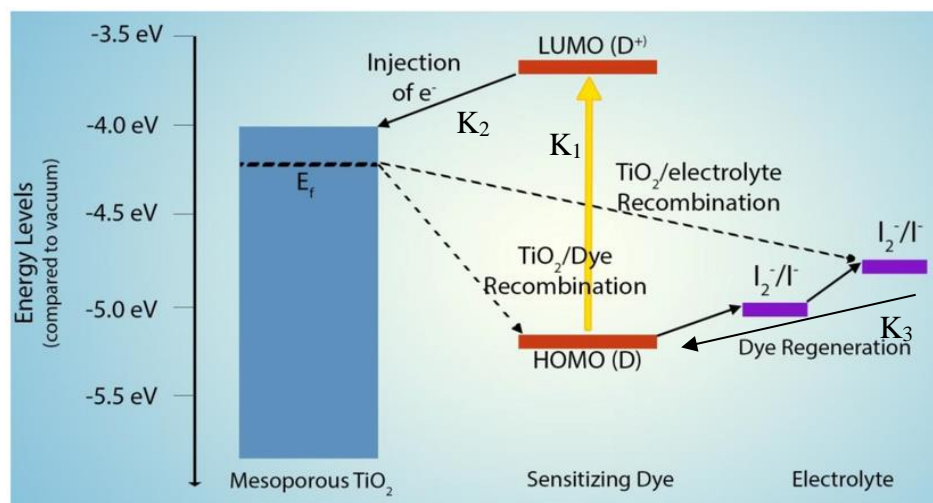 -3.5 eV
-4.0 eV
-4.5 eV
-5.0 eV
-5.5 eV
Energy Levels
(compared to vacuum)
Injection
of e⁻
LUMO (D⁺)
K₂
K₁
E_f
TiO₂/electrolyte
Recombination
TiO₂/Dye
Recombination
I₂⁻/I⁻
I₂⁻/I⁻
K₃
HOMO (D)
Dye Regeneration
Mesoporous TiO₂
Sensitizing Dye
Electrolyte